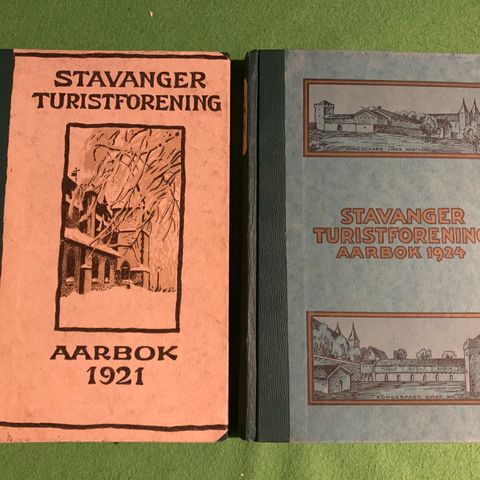 STAVANGER
TURISTFORENING
AARBOK
1921
STAVANGER
TURISTFORENING
AARBOK 1924